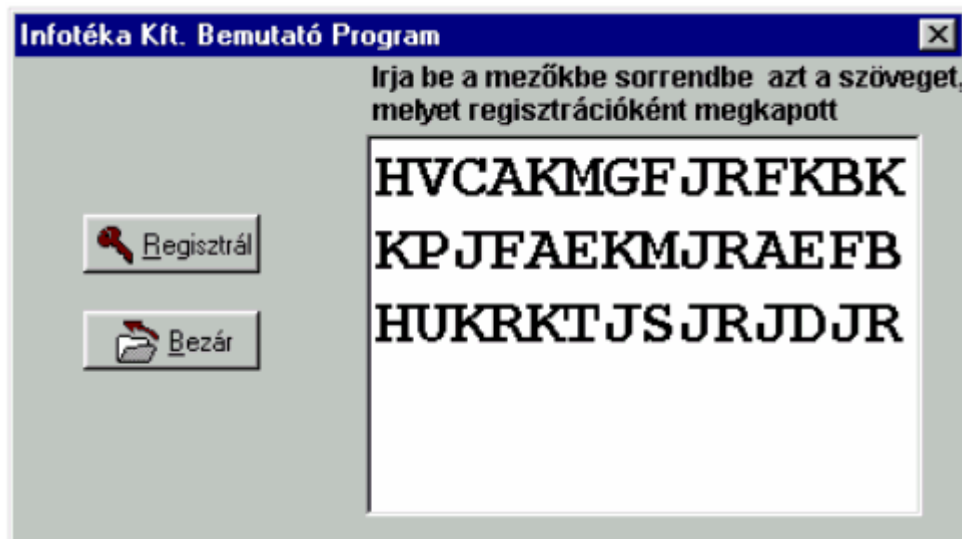 Infotéka Kft. Bemutató Program
Irja be a mezőkbe sorrendbe azt a szöveget,
melyet regisztrációként megkapott
HVCAKMGFJRFKBK
Regisztrál
KPJFAEKMJRAEFB
HUKRKTJSJRJDJR
Bezár